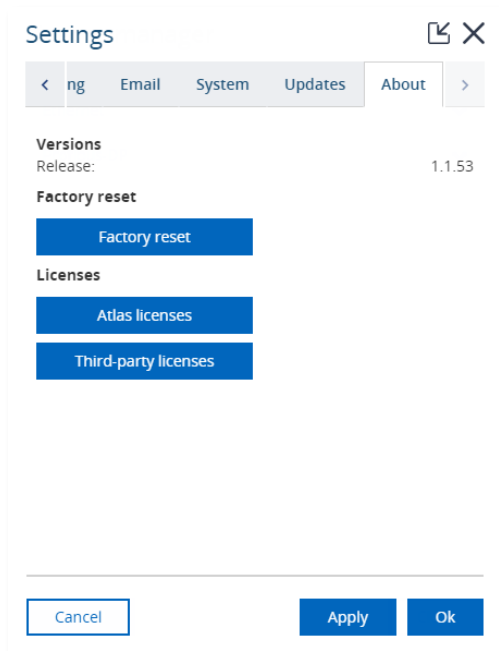 Settings
ng Email System Updates About
Versions
Release: 1.1.53
Factory reset
Factory reset
Licenses
Atlas licenses
Third-party licenses
Cancel Apply Ok